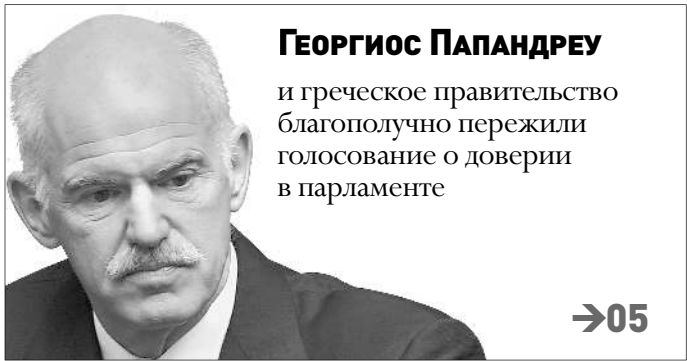 Георгиос Папандреу
и греческое правительство
благополучно пережили
голосование о доверии
в парламенте
→05